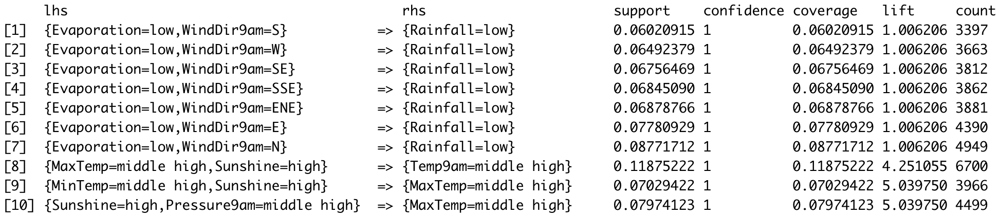 lhs rhs support confidence coverage lift count
[1] {Evaporation=low,WindDir9am=S} => {Rainfall=low} 0.06020915 1 0.06020915 1.006206 3397
[2] {Evaporation=low,WindDir9am=W} => {Rainfall=low} 0.06492379 1 0.06492379 1.006206 3663
[3] {Evaporation=low,WindDir9am=SE} => {Rainfall=low} 0.06756469 1 0.06756469 1.006206 3812
[4] {Evaporation=low,WindDir9am=SSE} => {Rainfall=low} 0.06845090 1 0.06845090 1.006206 3862
[5] {Evaporation=low,WindDir9am=ENE} => {Rainfall=low} 0.06878766 1 0.06878766 1.006206 3881
[6] {Evaporation=low,WindDir9am=E} => {Rainfall=low} 0.07780929 1 0.07780929 1.006206 4390
[7] {Evaporation=low,WindDir9am=N} => {Rainfall=low} 0.08771712 1 0.08771712 1.006206 4949
[8] {MaxTemp=middle high,Sunshine=high} => {Temp9am=middle high} 0.11875222 1 0.11875222 4.251055 6700
[9] {MinTemp=middle high,Sunshine=high} => {MaxTemp=middle high} 0.07029422 1 0.07029422 5.039750 3966
[10] {Sunshine=high,Pressure9am=middle high} => {MaxTemp=middle high} 0.07974123 1 0.07974123 5.039750 4499